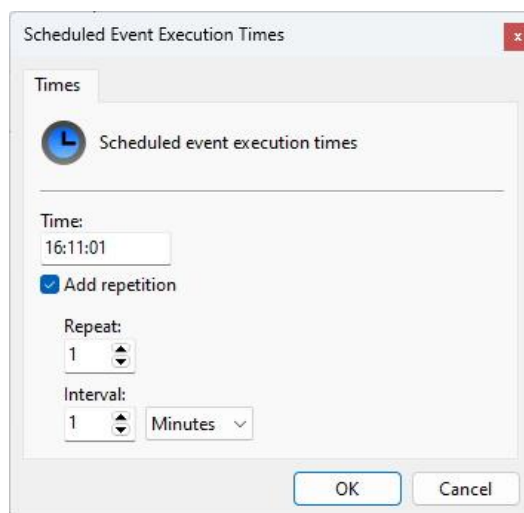 Scheduled Event Execution Times
x
Times
Scheduled event execution times
Time:
16:11:01
Add repetition
Repeat:
1
Interval:
1 Minutes
OK Cancel